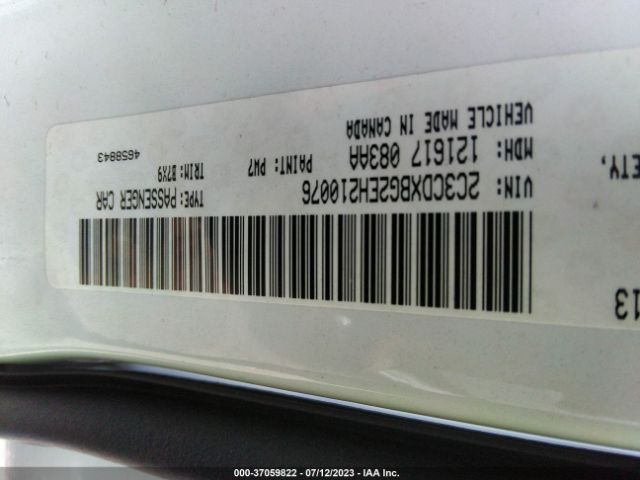 VIN: 2C3CDXBG2EH210076
TYPE: PASSENGER CAR
MDH: 121617 083AA
PAINT: PW7
TRIM: B7X9
VEHICLE MADE IN CANADA
4658843
ETY,
13
000-37059822 - 07/12/2023 - IAA Inc.